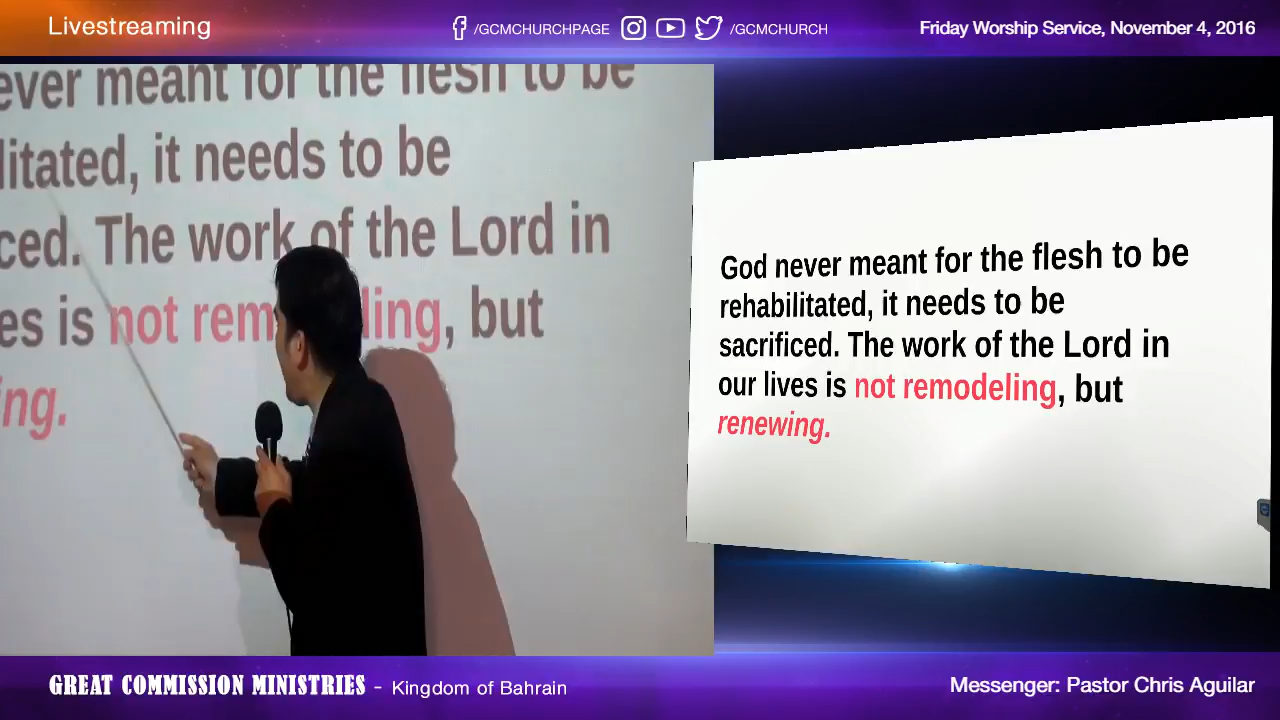 Livestreaming
/GCMCHURCHPAGE
/GCMCHURCH
Friday Worship Service, November 4, 2016
ever meant for the flesh to be
litated, it needs to be
ced. The work of the Lord in
es is not remodeling, but
ing.
God never meant for the flesh to be
rehabilitated, it needs to be
sacrificed. The work of the Lord in
our lives is not remodeling, but
renewing.
GREAT COMMISSION MINISTRIES - Kingdom of Bahrain
Messenger: Pastor Chris Aguilar